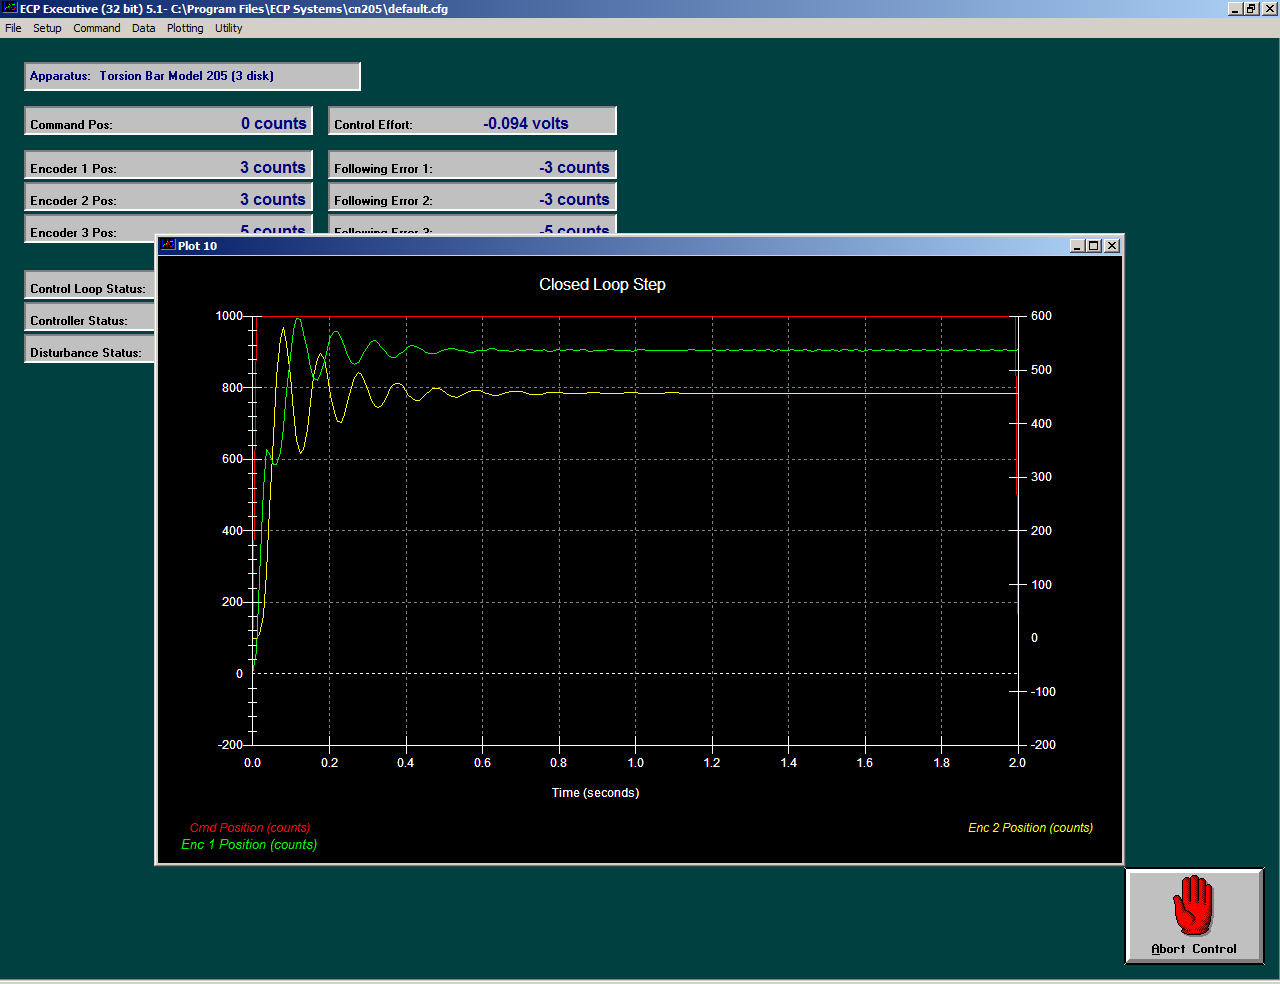 ECP Executive (32 bit) 5.1- C:\Program Files\ECP Systems\cn205\default.cfg
File Setup Command Data Plotting Utility
Apparatus: Torsion Bar Model 205 (3 disk)
Command Pos: 0 counts Control Effort: -0.094 volts
Encoder 1 Pos: 3 counts Following Error 1: -3 counts
Encoder 2 Pos: 3 counts Following Error 2: -3 counts
Encoder 3 Pos: 5 counts Following Error 3: -5 counts
Plot 10
Control Loop Status:
Controller Status:
Disturbance Status:
Closed Loop Step
1000 600
500
800
400
600
300
400 200
100
200
0
0
-100
-200 -200
0.0 0.2 0.4 0.6 0.8 1.0 1.2 1.4 1.6 1.8 2.0
Time (seconds)
Cmd Position (counts) Enc 2 Position (counts)
Enc 1 Position (counts)
Abort Control